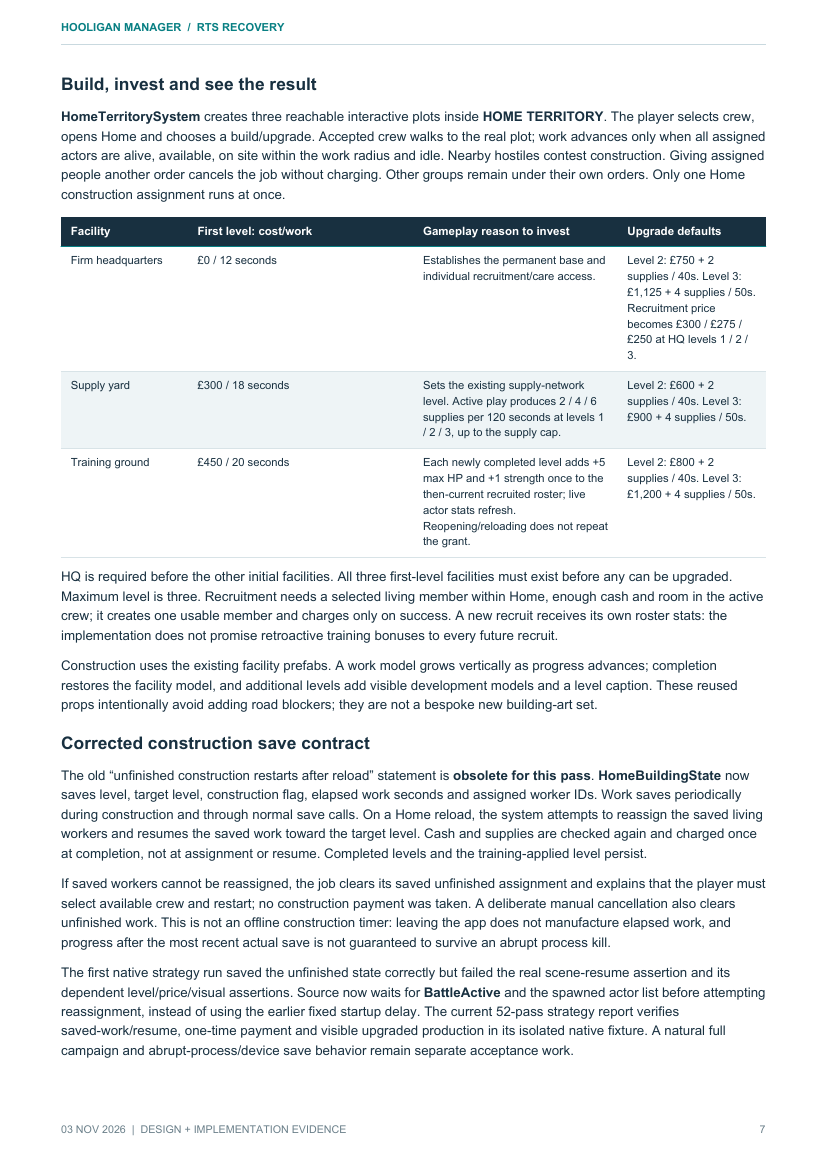 HOOLIGAN MANAGER / RTS RECOVERY
Build, invest and see the result
HomeTerritorySystem creates three reachable interactive plots inside HOME TERRITORY. The player selects crew,
opens Home and chooses a build/upgrade. Accepted crew walks to the real plot; work advances only when all assigned
actors are alive, available, on site within the work radius and idle. Nearby hostiles contest construction. Giving assigned
people another order cancels the job without charging. Other groups remain under their own orders. Only one Home
construction assignment runs at once.
Facility First level: cost/work Gameplay reason to invest Upgrade defaults
Firm headquarters £0 / 12 seconds Establishes the permanent base and Level 2: £750 + 2
individual recruitment/care access. supplies / 40s. Level 3:
£1,125 + 4 supplies / 50s.
Recruitment price
becomes £300 / £275 /
£250 at HQ levels 1 / 2 /
3.
Supply yard £300 / 18 seconds Sets the existing supply-network Level 2: £600 + 2
level. Active play produces 2 / 4 / 6 supplies / 40s. Level 3:
supplies per 120 seconds at levels 1 £900 + 4 supplies / 50s.
/ 2 / 3, up to the supply cap.
Training ground £450 / 20 seconds Each newly completed level adds +5 Level 2: £800 + 2
max HP and +1 strength once to the supplies / 40s. Level 3:
then-current recruited roster; live £1,200 + 4 supplies / 50s.
actor stats refresh.
Reopening/reloading does not repeat
the grant.
HQ is required before the other initial facilities. All three first-level facilities must exist before any can be upgraded.
Maximum level is three. Recruitment needs a selected living member within Home, enough cash and room in the active
crew; it creates one usable member and charges only on success. A new recruit receives its own roster stats: the
implementation does not promise retroactive training bonuses to every future recruit.
Construction uses the existing facility prefabs. A work model grows vertically as progress advances; completion
restores the facility model, and additional levels add visible development models and a level caption. These reused
props intentionally avoid adding road blockers; they are not a bespoke new building-art set.
Corrected construction save contract
The old “unfinished construction restarts after reload” statement is obsolete for this pass. HomeBuildingState now
saves level, target level, construction flag, elapsed work seconds and assigned worker IDs. Work saves periodically
during construction and through normal save calls. On a Home reload, the system attempts to reassign the saved living
workers and resumes the saved work toward the target level. Cash and supplies are checked again and charged once
at completion, not at assignment or resume. Completed levels and the training-applied level persist.
If saved workers cannot be reassigned, the job clears its saved unfinished assignment and explains that the player must
select available crew and restart; no construction payment was taken. A deliberate manual cancellation also clears
unfinished work. This is not an offline construction timer: leaving the app does not manufacture elapsed work, and
progress after the most recent actual save is not guaranteed to survive an abrupt process kill.
The first native strategy run saved the unfinished state correctly but failed the real scene-resume assertion and its
dependent level/price/visual assertions. Source now waits for BattleActive and the spawned actor list before attempting
reassignment, instead of using the earlier fixed startup delay. The current 52-pass strategy report verifies
saved-work/resume, one-time payment and visible upgraded production in its isolated native fixture. A natural full
campaign and abrupt-process/device save behavior remain separate acceptance work.
03 NOV 2026 | DESIGN + IMPLEMENTATION EVIDENCE 7